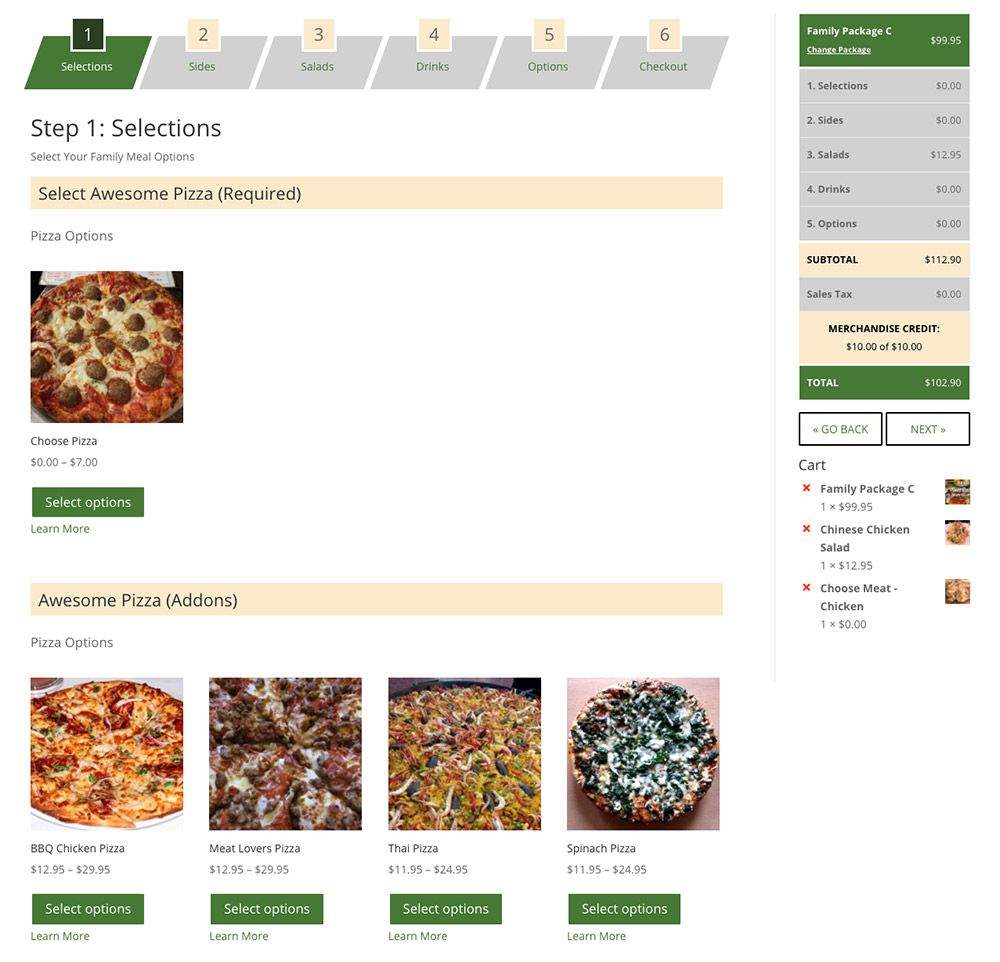 1
2
3
4
5
6
Selections
Sides
Salads
Drinks
Options
Checkout
Step 1: Selections
Select Your Family Meal Options
Select Awesome Pizza (Required)
Pizza Options
Choose Pizza
$0.00 – $7.00
Select options
Learn More
Awesome Pizza (Addons)
Pizza Options
BBQ Chicken Pizza
$12.95 – $29.95
Select options
Learn More
Meat Lovers Pizza
$12.95 – $29.95
Select options
Learn More
Thai Pizza
$11.95 – $24.95
Select options
Learn More
Spinach Pizza
$11.95 – $24.95
Select options
Learn More
Family Package C $99.95
Change Package
1. Selections $0.00
2. Sides $0.00
3. Salads $12.95
4. Drinks $0.00
5. Options $0.00
SUBTOTAL $112.90
Sales Tax $0.00
MERCHANDISE CREDIT:
$10.00 of $10.00
TOTAL $102.90
« GO BACK
NEXT »
Cart
× Family Package C
1 × $99.95
× Chinese Chicken
Salad
1 × $12.95
× Choose Meat -
Chicken
1 × $0.00